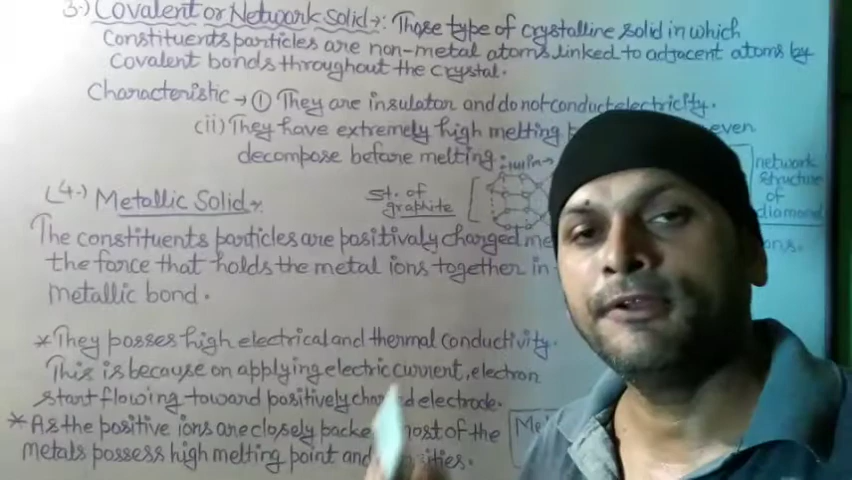 3.) Covalent or Network Solid →: Those type of crystalline solid in which
constituents particles are non-metal atoms linked to adjacent atoms by
covalent bonds throughout the crystal.
Characteristic → ① They are insulator and do not conduct electricity.
(ii) They have extremely high melting even
decompose before melting.
st. of
graphite
network
structure
of
diamond
(4.) Metallic Solid :
The constituents particles are positivaly charged ons.
the force that holds the metal ions together in
metallic bond.
* They posses high electrical and thermal conductivity.
This is because on applying electric current, electron
start flowing toward positively electrode.
* As the positive ions are closely most of the
metals possess high melting point and